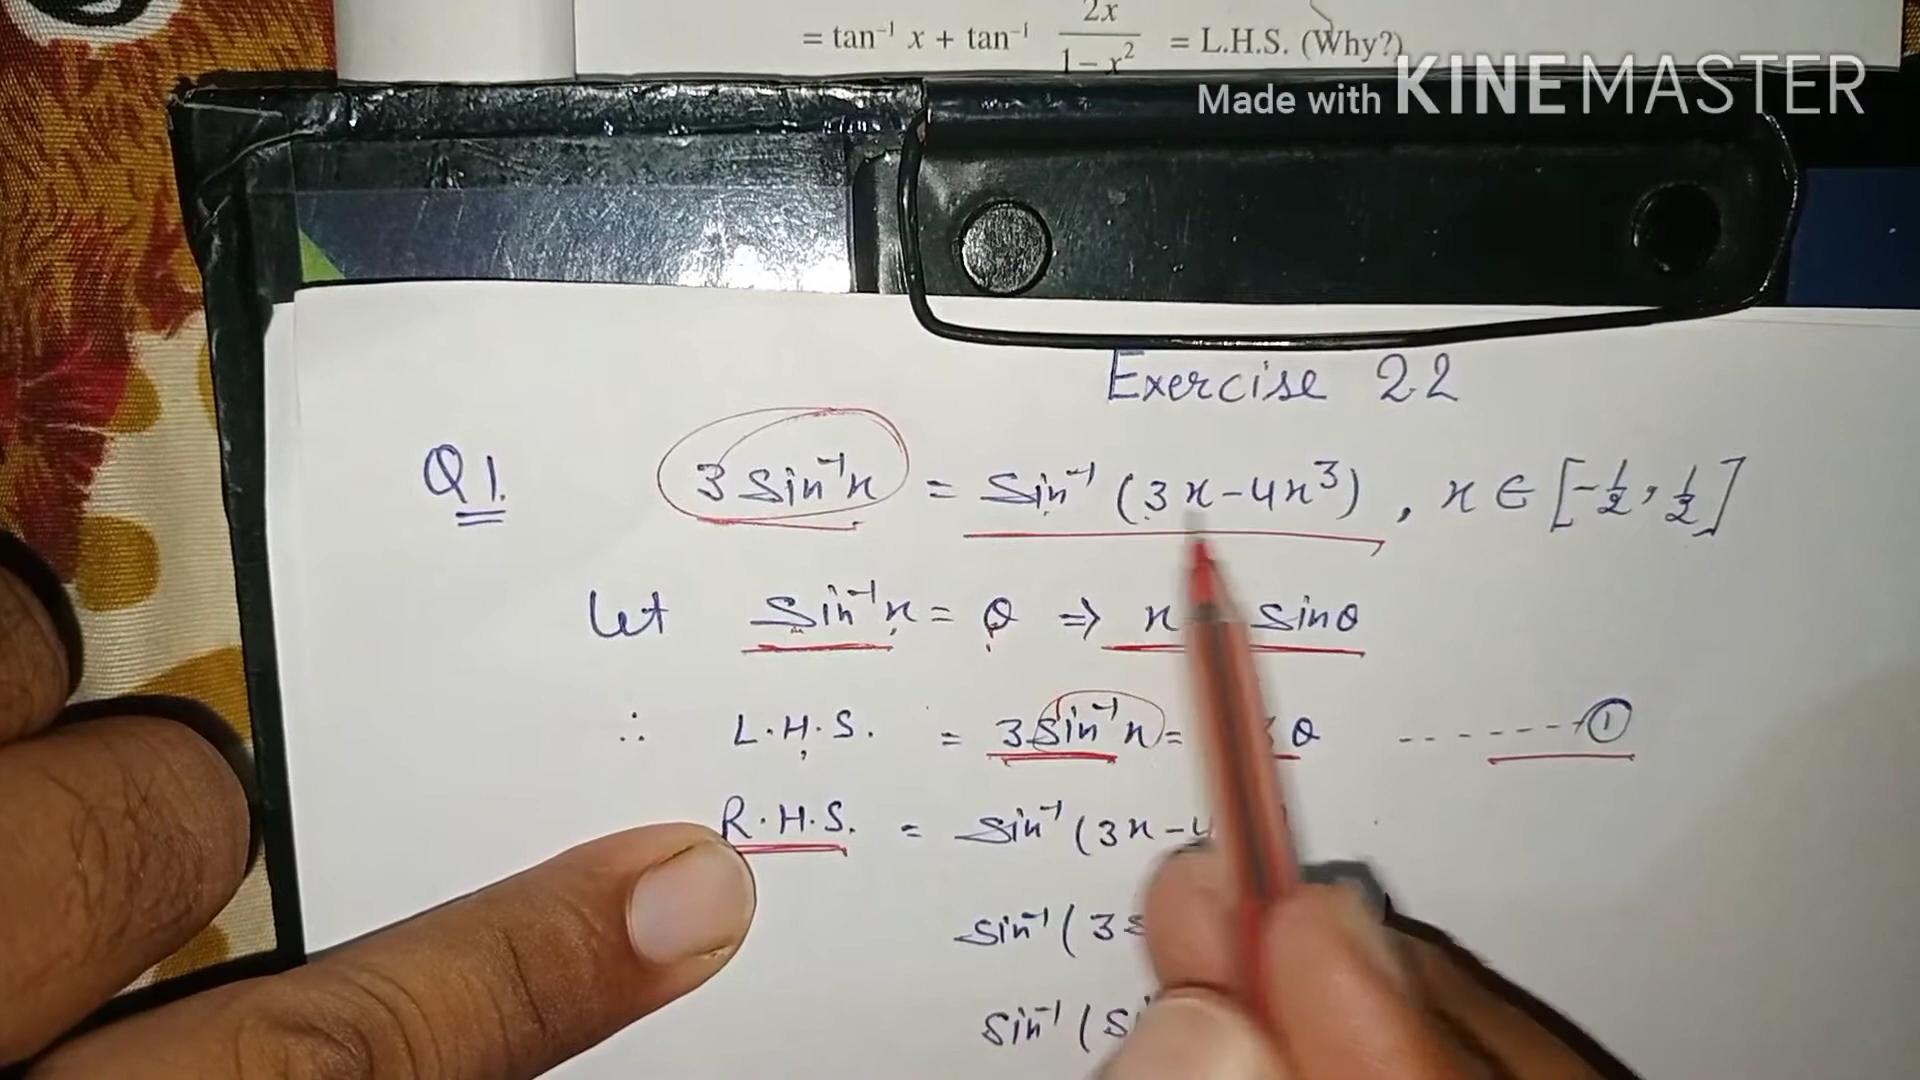 = tan⁻¹ x + tan⁻¹ 2x / 1 – x² = L.H.S. (Why?)
Made with KINEMASTER
Exercise 2.2
Q1. 3 sin⁻¹x = sin⁻¹ (3x-4x³) , x ∈ [-1/2, 1/2]
Let sin⁻¹x = θ ⇒ x sinθ
∴ L.H.S. = 3 sin⁻¹x = θ ------- ①
R.H.S. = sin⁻¹ (3x-4
sin⁻¹ ( 3
sin⁻¹ (